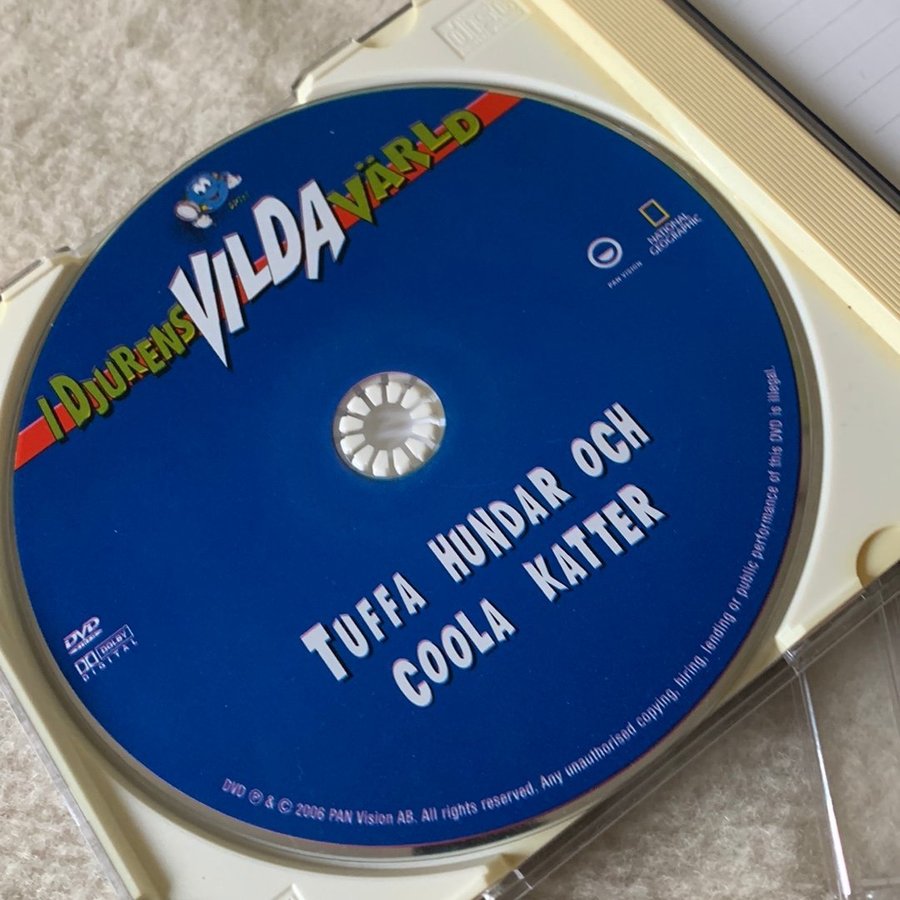 I DJURENS VILDA VÄRLD
NATIONAL
GEOGRAPHIC
PAN VISION
TUFFA HUNDAR OCH
COOLA KATTER
DVD
DOLBY
DIGITAL
DVD ℗ & © 2006 PAN Vision AB. All rights reserved. Any unauthorised copying, hiring, lending or public performance of this DVD is illegal.